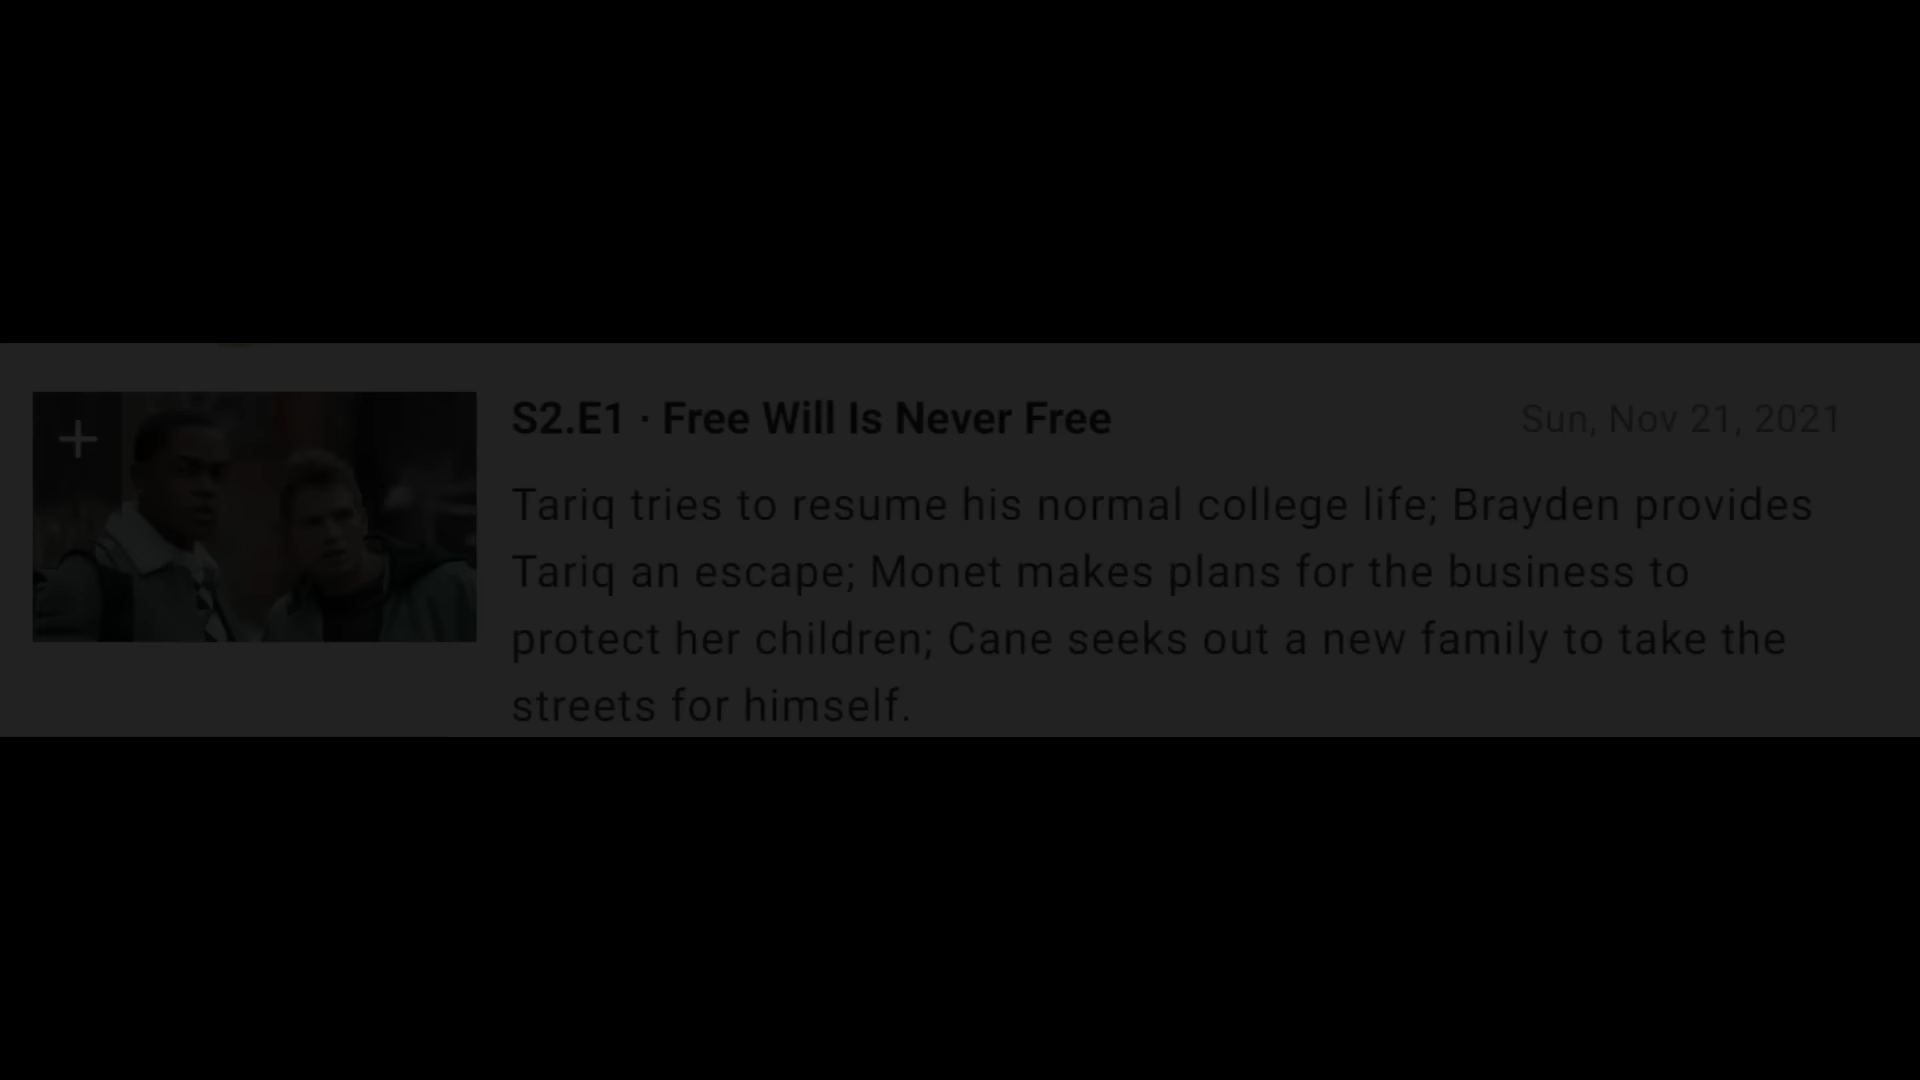 S2.E1 · Free Will Is Never Free
Sun, Nov 21, 2021
Tariq tries to resume his normal college life; Brayden provides
Tariq an escape; Monet makes plans for the business to
protect her children; Cane seeks out a new family to take the
streets for himself.